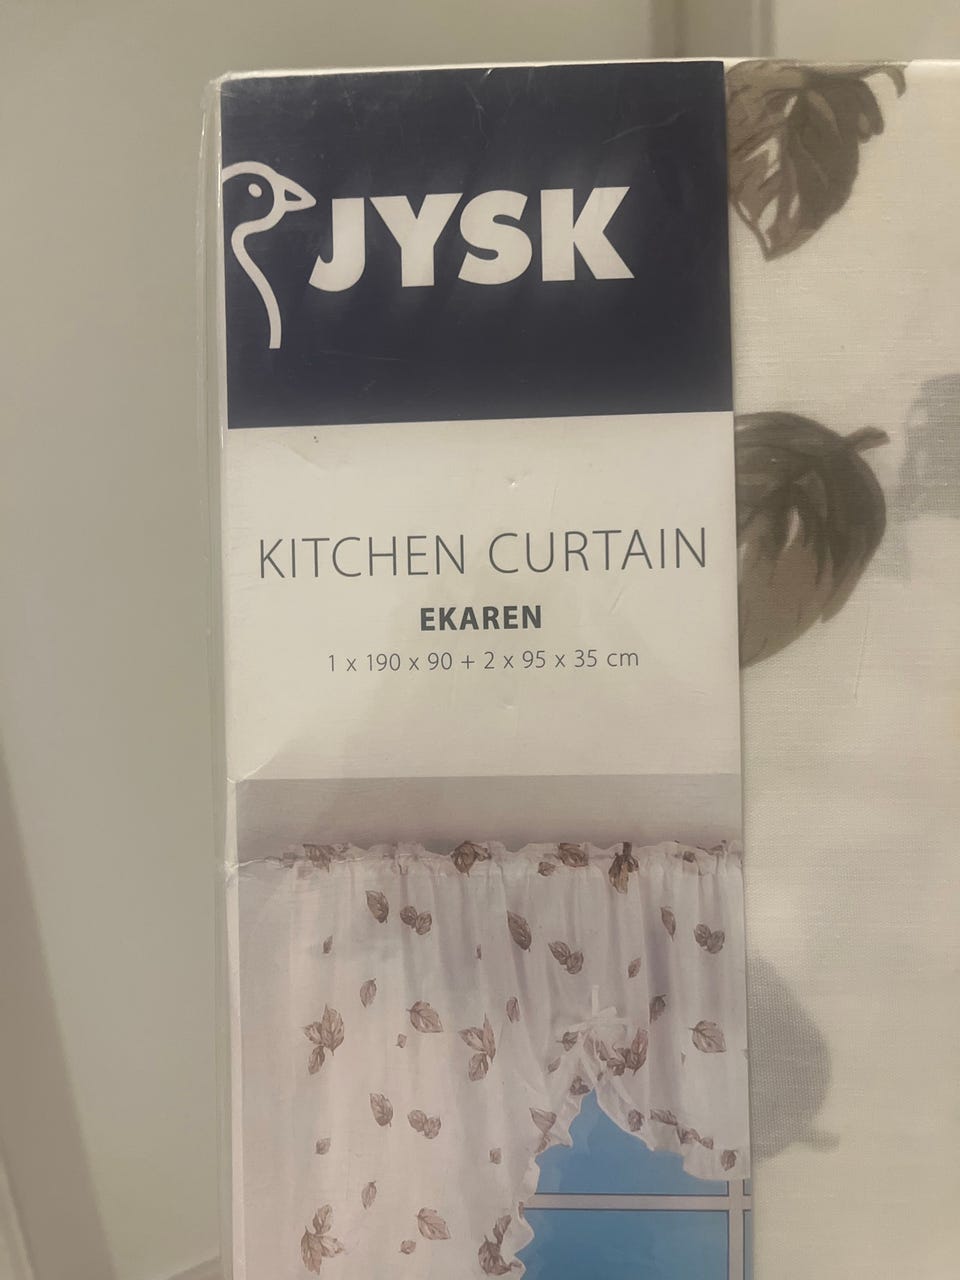 JYSK
KITCHEN CURTAIN
EKAREN
1 x 190 x 90 + 2 x 95 x 35 cm